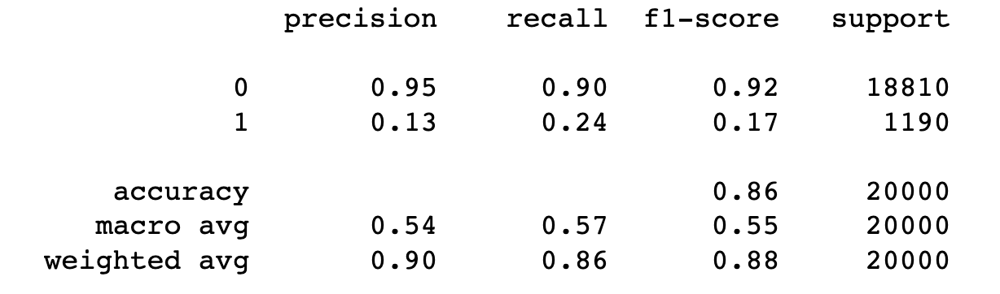 precision recall f1-score support
0 0.95 0.90 0.92 18810
1 0.13 0.24 0.17 1190
accuracy 0.86 20000
macro avg 0.54 0.57 0.55 20000
weighted avg 0.90 0.86 0.88 20000